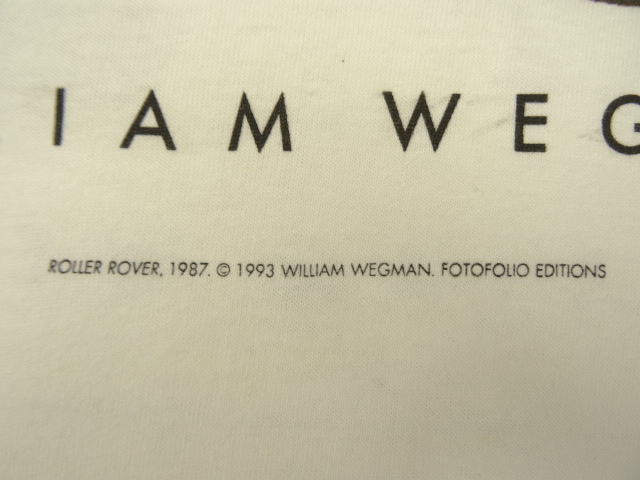 IAM WEG
ROLLER ROVER, 1987. © 1993 WILLIAM WEGMAN. FOTOFOLIO EDITIONS